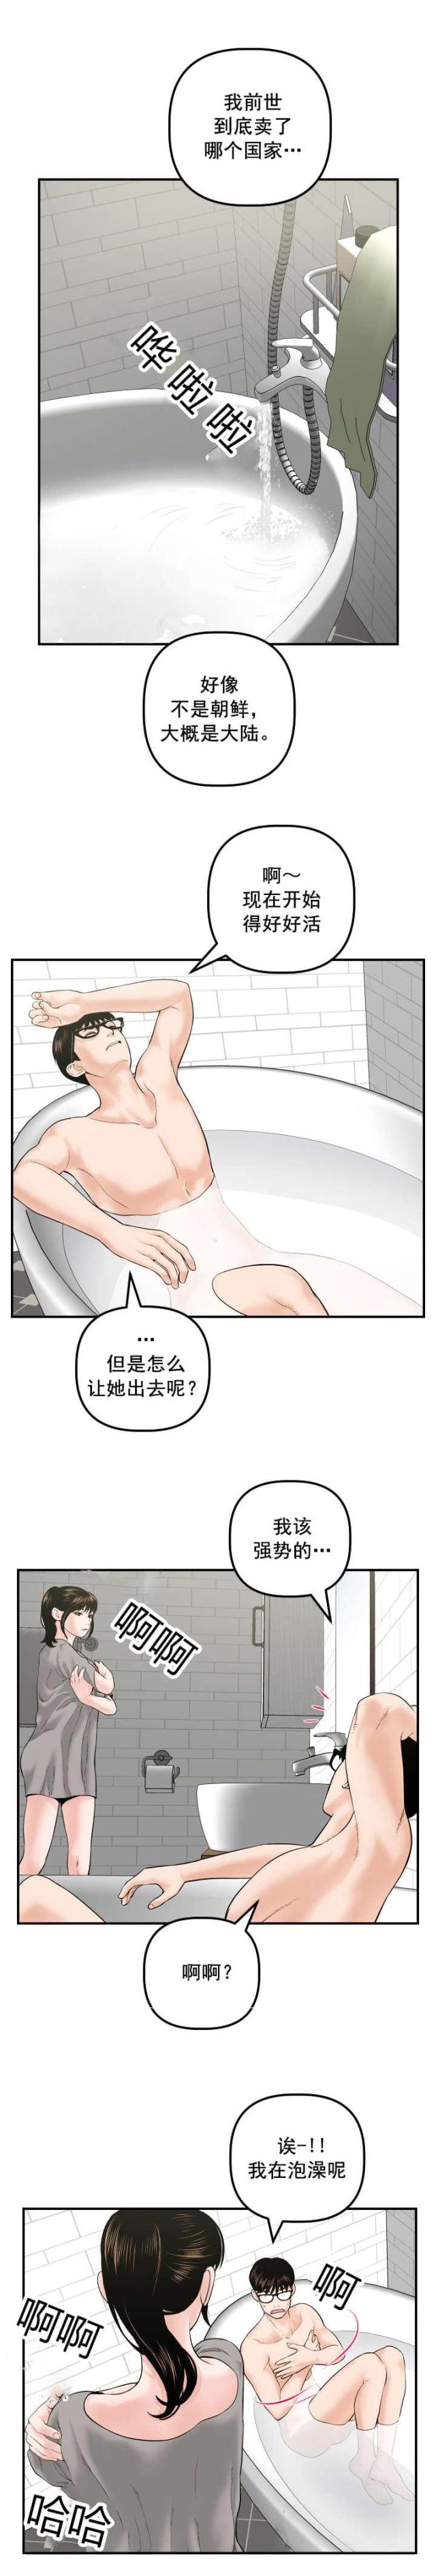 我前世
到底卖了
哪个国家…
哗啦啦
好像
不是朝鲜，
大概是大陆。
啊～
现在开始
得好好活
…
但是怎么
让她出去呢？
我该
强势的…
啊啊
啊啊？
诶-!!
我在泡澡呢
啊
啊啊
哈哈